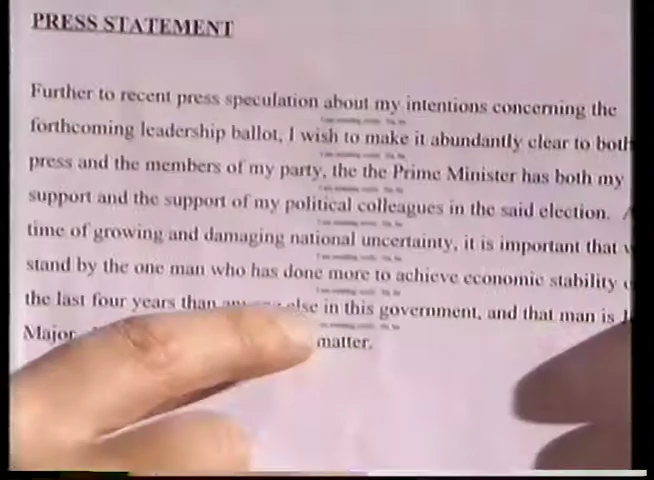 PRESS STATEMENT
Further to recent press speculation about my intentions concerning the
forthcoming leadership ballot, I wish to make it abundantly clear to both
press and the members of my party, the the Prime Minister has both my
support and the support of my political colleagues in the said election.
time of growing and damaging national uncertainty, it is important that
stand by the one man who has done more to achieve economic stability
the last four years than else in this government, and that man is
Major matter.